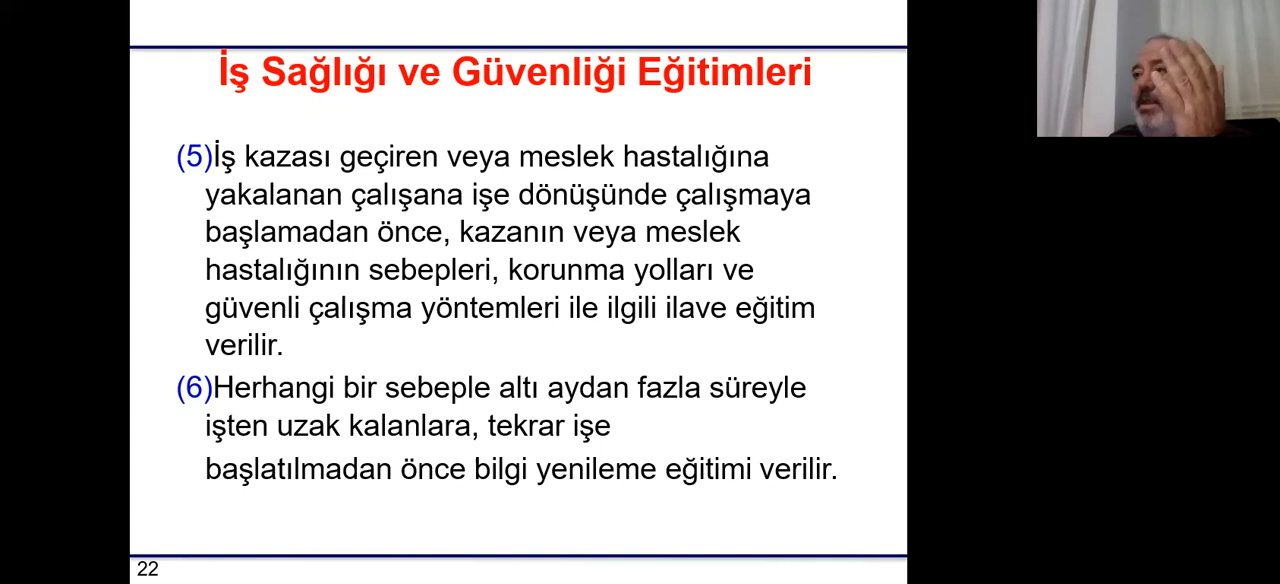 İş Sağlığı ve Güvenliği Eğitimleri
(5)İş kazası geçiren veya meslek hastalığına
yakalanan çalışana işe dönüşünde çalışmaya
başlamadan önce, kazanın veya meslek
hastalığının sebepleri, korunma yolları ve
güvenli çalışma yöntemleri ile ilgili ilave eğitim
verilir.
(6)Herhangi bir sebeple altı aydan fazla süreyle
işten uzak kalanlara, tekrar işe
başlatılmadan önce bilgi yenileme eğitimi verilir.
22